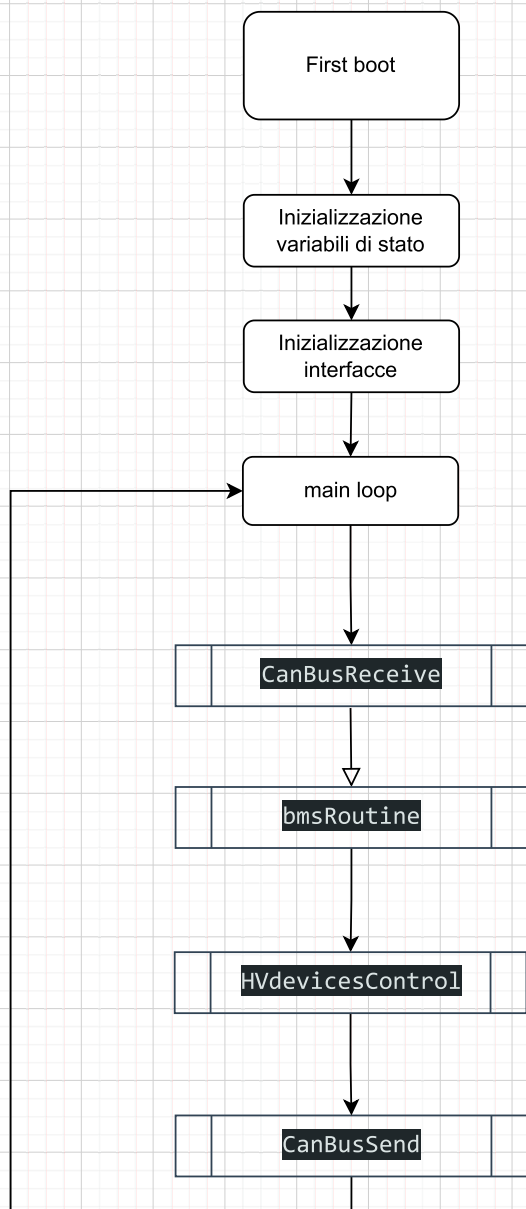 First boot
Inizializzazione
variabili di stato
Inizializzazione
interfacce
main loop
CanBusReceive
bmsRoutine
HVdevicesControl
CanBusSend